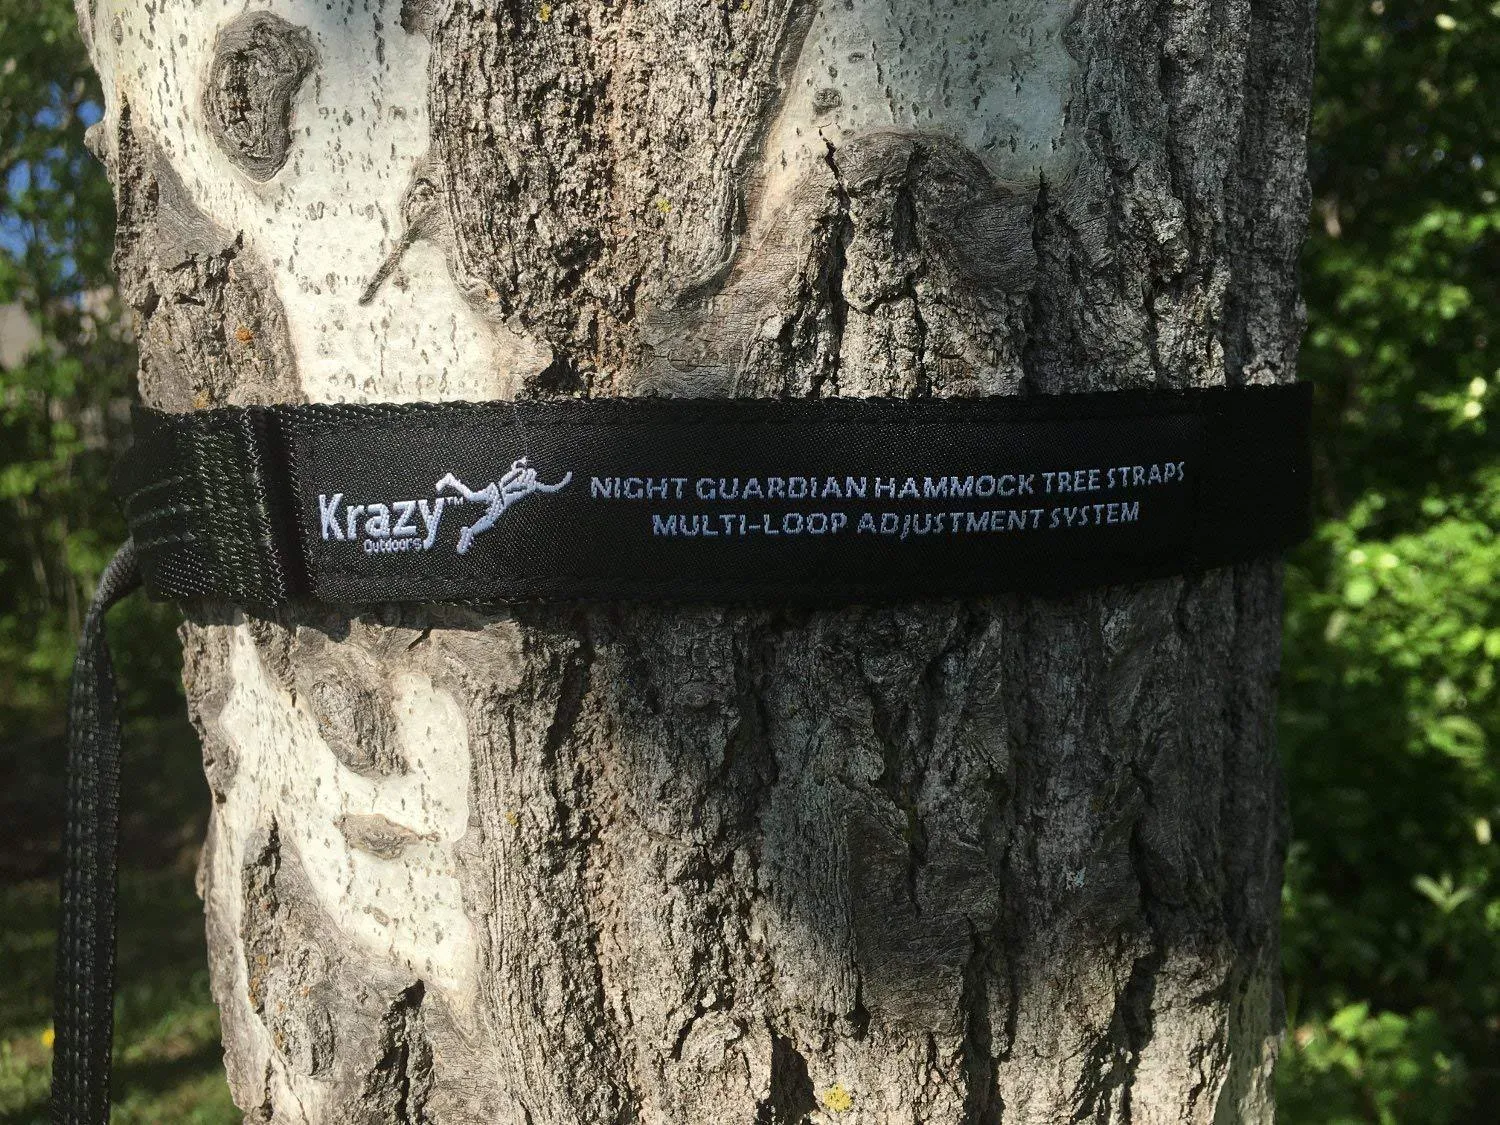 Krazy™
Outdoors
NIGHT GUARDIAN HAMMOCK TREE STRAPS
MULTI-LOOP ADJUSTMENT SYSTEM